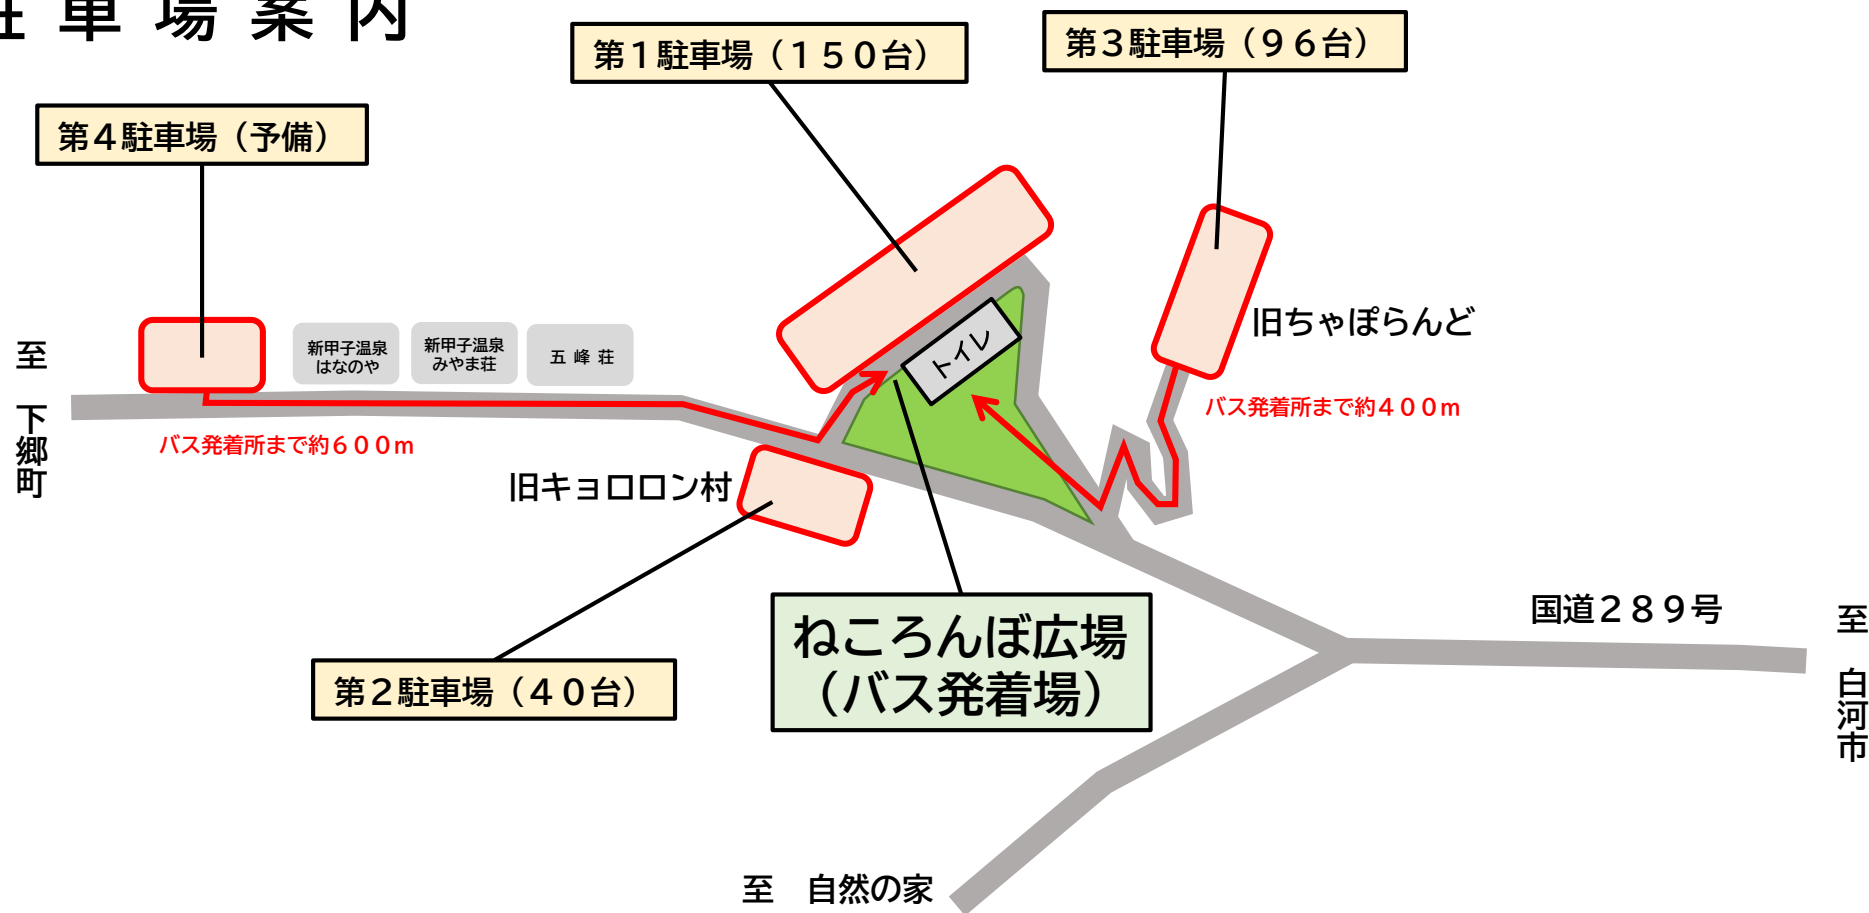 駐車場案内
第１駐車場（１５０台）
第３駐車場（９６台）
第４駐車場（予備）
トイレ
旧ちゃぽらんど
至　下郷町
新甲子温泉
はなのや
新甲子温泉
みやま荘
五峰荘
バス発着所まで約４００ｍ
バス発着所まで約６００ｍ
旧キョロロン村
ねころんぼ広場
（バス発着場）
国道２８９号
至　白河市
第２駐車場（４０台）
至　自然の家